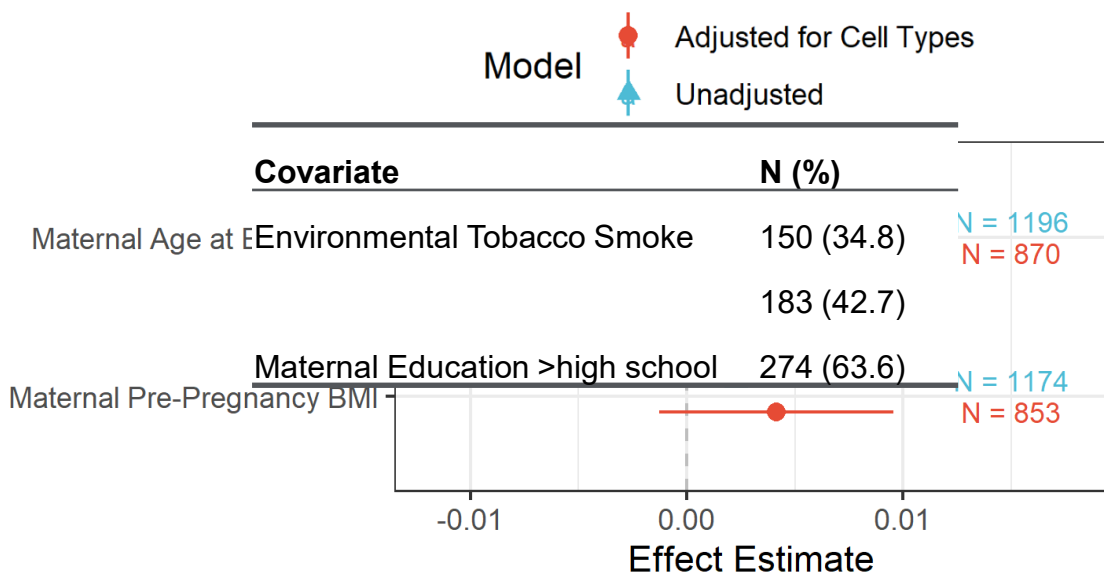 Model
Adjusted for Cell Types
Unadjusted
Covariate N (%)
Maternal Age at
Environmental Tobacco Smoke 150 (34.8)
N = 1196
N = 870
183 (42.7)
Maternal Education >high school 274 (63.6)
N = 1174
Maternal Pre-Pregnancy BMI
N = 853
-0.01 0.00 0.01
Effect Estimate